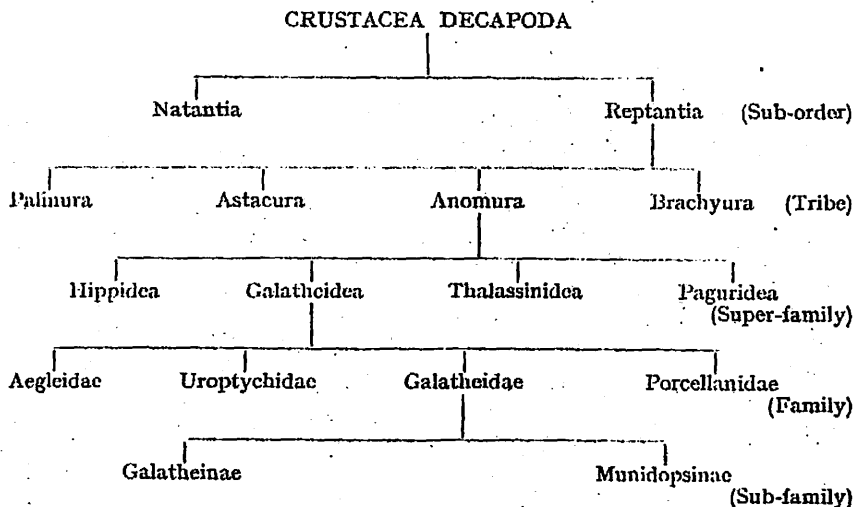 CRUSTACEA DECAPODA
Natantia Reptantia (Sub-order)
Palinura Astacura Anomura Brachyura (Tribe)
Hippidea Galatheidea Thalassinidea Paguridea
(Super-family)
Aegleidae Uroptychidae Galatheidae Porcellanidae
(Family)
Galatheinae Munidopsinae
(Sub-family)